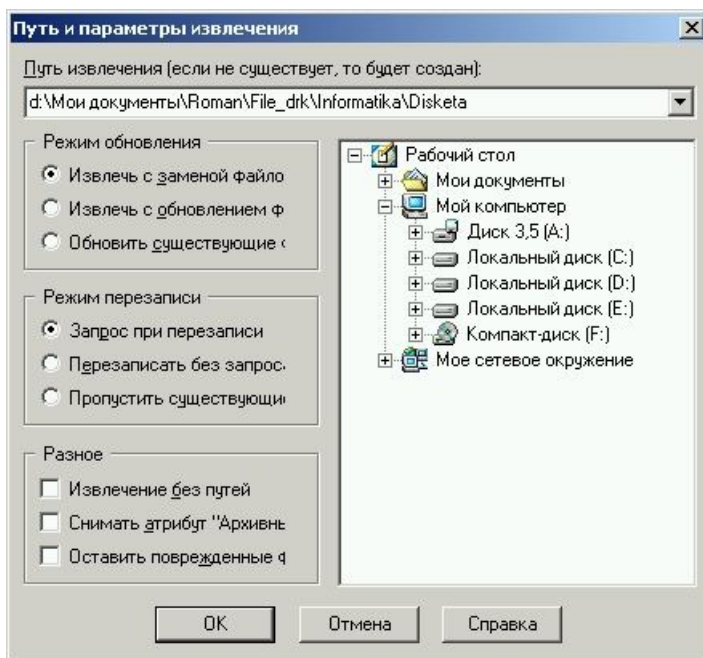 Путь и параметры извлечения
Путь извлечения (если не существует, то будет создан):
d:\Мои документы\Roman\File_drk\Informatika\Disketa
Режим обновления
Извлечь с заменой файло
Извлечь с обновлением ф
Обновить существующие
Режим перезаписи
Запрос при перезаписи
Перезаписать без запрос
Пропустить существующи
Разное
Извлечение без путей
Снимать атрибут "Архивн
Оставить поврежденные ф
Рабочий стол
Мои документы
Мой компьютер
Диск 3,5 (A:)
Локальный диск (C:)
Локальный диск (D:)
Локальный диск (E:)
Компакт-диск (F:)
Мое сетевое окружение
OK
Отмена
Справка